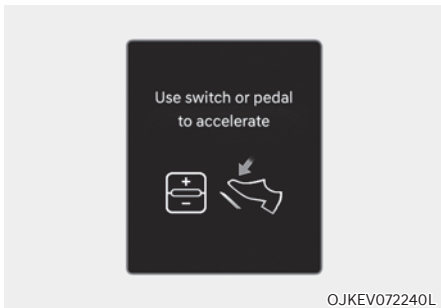 Use switch or pedal
to accelerate
+
−
OJKEV072240L